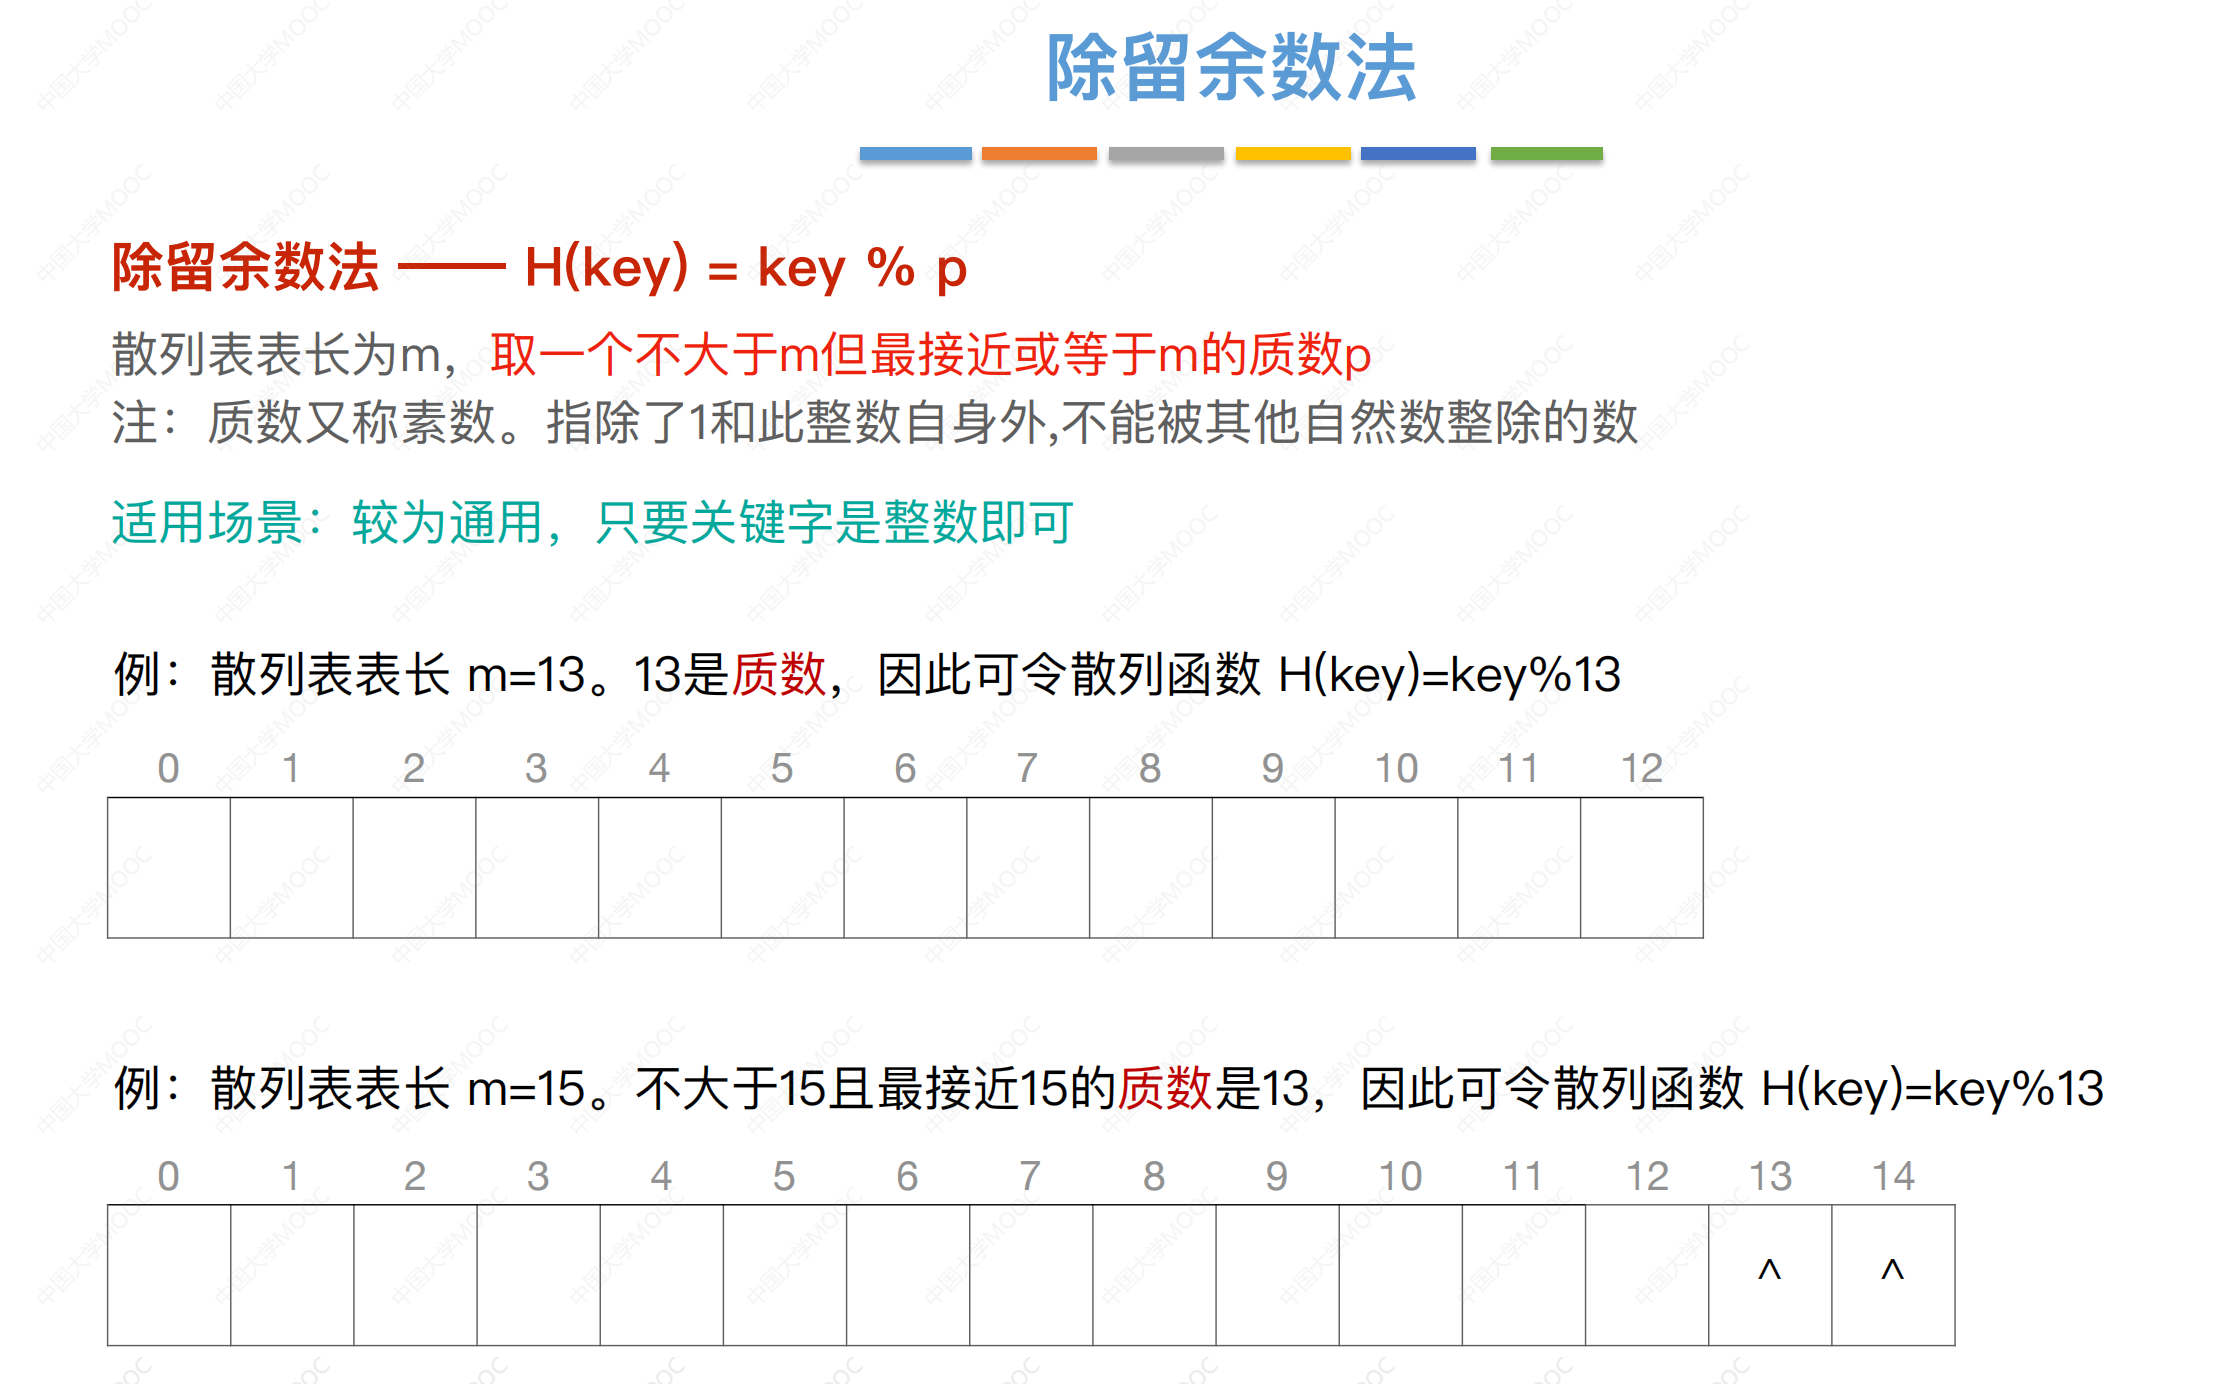 除留余数法
除留余数法 —— H(key) = key % p
散列表表长为m，取一个不大于m但最接近或等于m的质数p
注：质数又称素数。指除了1和此整数自身外,不能被其他自然数整除的数
适用场景：较为通用，只要关键字是整数即可
例：散列表表长 m=13。13是质数，因此可令散列函数 H(key)=key%13
0 1 2 3 4 5 6 7 8 9 10 11 12
例：散列表表长 m=15。不大于15且最接近15的质数是13，因此可令散列函数 H(key)=key%13
0 1 2 3 4 5 6 7 8 9 10 11 12 13 14
^ ^
中国大学MOOC